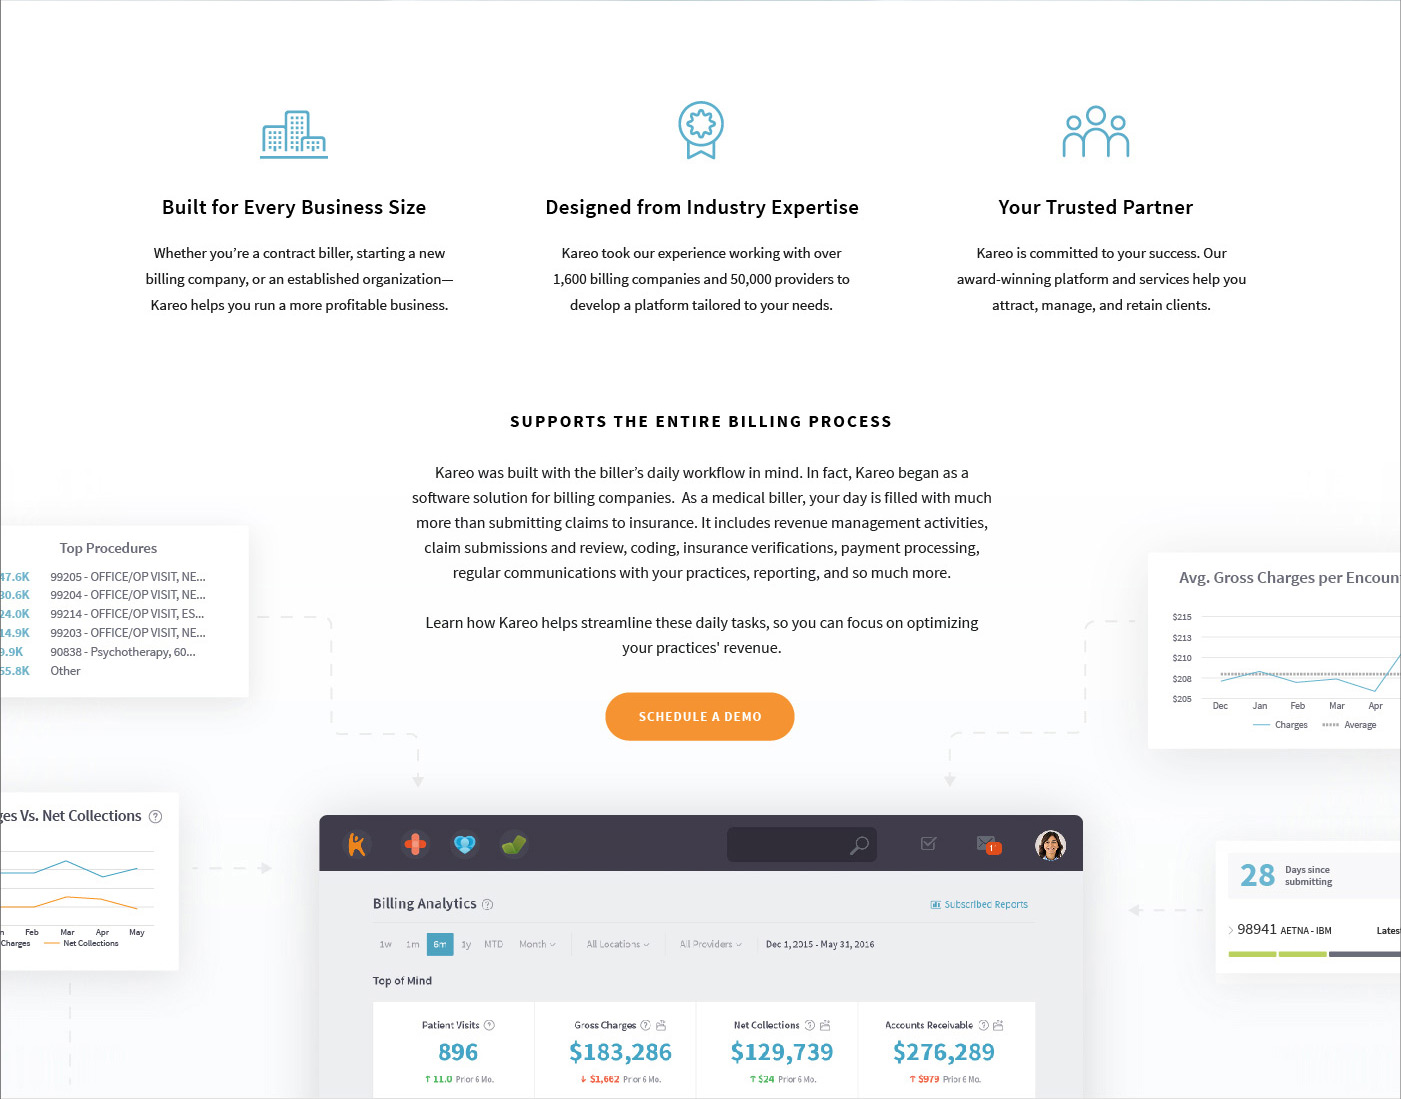 Built for Every Business Size
Whether you’re a contract biller, starting a new
billing company, or an established organization—
Kareo helps you run a more profitable business.
Designed from Industry Expertise
Kareo took our experience working with over
1,600 billing companies and 50,000 providers to
develop a platform tailored to your needs.
Your Trusted Partner
Kareo is committed to your success. Our
award-winning platform and services help you
attract, manage, and retain clients.
SUPPORTS THE ENTIRE BILLING PROCESS
Kareo was built with the biller’s daily workflow in mind. In fact, Kareo began as a
software solution for billing companies.  As a medical biller, your day is filled with much
more than submitting claims to insurance. It includes revenue management activities,
claim submissions and review, coding, insurance verifications, payment processing,
regular communications with your practices, reporting, and so much more.
Learn how Kareo helps streamline these daily tasks, so you can focus on optimizing
your practices' revenue.
SCHEDULE A DEMO
Top Procedures
47.6K 99205 - OFFICE/OP VISIT, NE...
30.6K 99204 - OFFICE/OP VISIT, NE...
24.0K 99214 - OFFICE/OP VISIT, ES...
14.9K 99203 - OFFICE/OP VISIT, NE...
9.9K 90838 - Psychotherapy, 60...
55.8K Other
Avg. Gross Charges per Encoun
$215
$213
$210
$208
$205
Dec Jan Feb Mar Apr
Charges Average
ges Vs. Net Collections ?
n Feb Mar Apr May
Charges Net Collections
28 Days since
submitting
98941 AETNA - IBM Latest
Billing Analytics ?
Subscribed Reports
1w 1m 6m 1y MTD Month All Locations All Providers Dec 1, 2015 - May 31, 2016
Top of Mind
Patient Visits ?
896
11.0 Prior 6 Mo.
Gross Charges ?
$183,286
$1,662 Prior 6 Mo.
Net Collections ?
$129,739
$24 Prior 6 Mo.
Accounts Receivable ?
$276,289
$979 Prior 6 Mo.